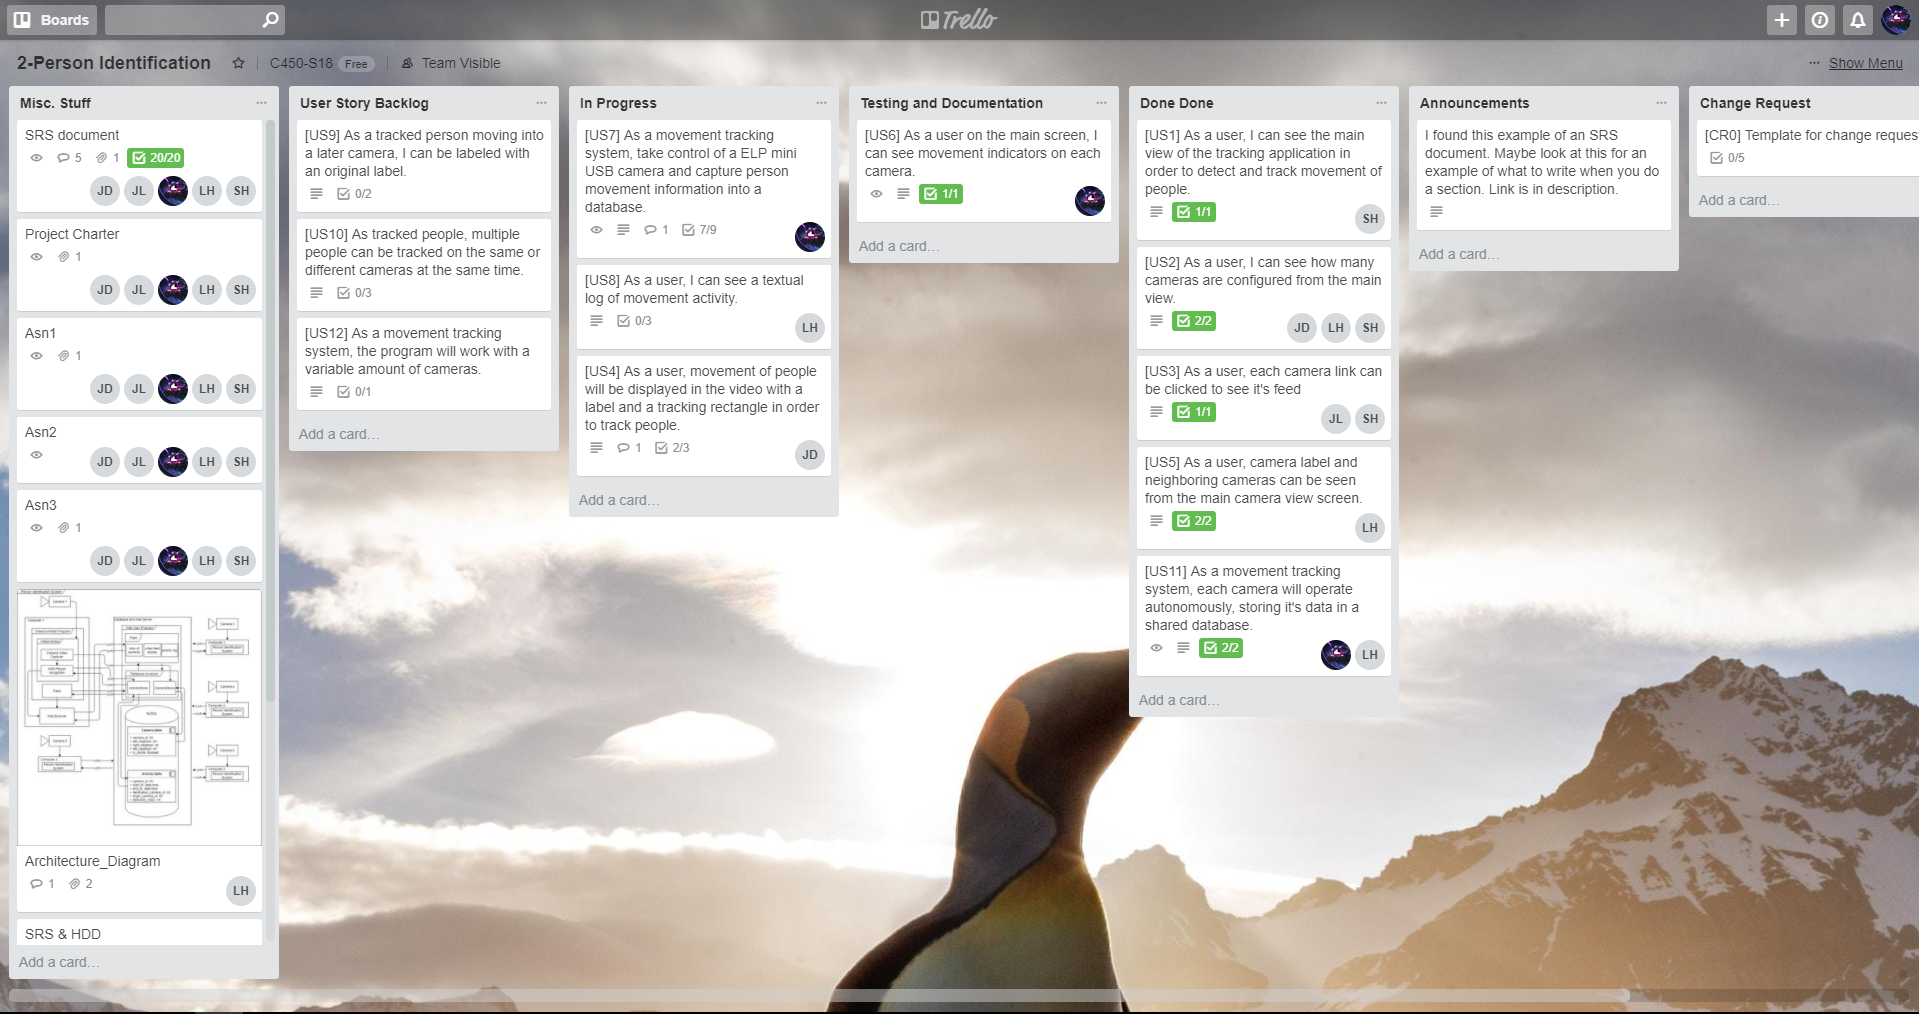 Boards
Trello
2-Person Identification
C450-S18 Free
Team Visible
Show Menu
Misc. Stuff
SRS document
5 1 20/20
JD JL LH SH
Project Charter
1
JD JL LH SH
Asn1
1
JD JL LH SH
Asn2
JD JL LH SH
Asn3
1
JD JL LH SH
Architecture_Diagram
1 2
LH
SRS & HDD
Add a card…
User Story Backlog
[US9] As a tracked person moving into
a later camera, I can be labeled with
an original label.
0/2
[US10] As tracked people, multiple
people can be tracked on the same or
different cameras at the same time.
0/3
[US12] As a movement tracking
system, the program will work with a
variable amount of cameras.
0/1
Add a card…
In Progress
[US7] As a movement tracking
system, take control of a ELP mini
USB camera and capture person
movement information into a
database.
1 7/9
[US8] As a user, I can see a textual
log of movement activity.
0/3
LH
[US4] As a user, movement of people
will be displayed in the video with a
label and a tracking rectangle in order
to track people.
1 2/3
JD
Add a card…
Testing and Documentation
[US6] As a user on the main screen, I
can see movement indicators on each
camera.
1/1
Add a card…
Done Done
[US1] As a user, I can see the main
view of the tracking application in
order to detect and track movement of
people.
1/1
SH
[US2] As a user, I can see how many
cameras are configured from the main
view.
2/2
JD LH SH
[US3] As a user, each camera link can
be clicked to see it's feed
1/1
JL SH
[US5] As a user, camera label and
neighboring cameras can be seen
from the main camera view screen.
2/2
LH
[US11] As a movement tracking
system, each camera will operate
autonomously, storing it's data in a
shared database.
2/2
LH
Add a card…
Announcements
I found this example of an SRS
document. Maybe look at this for an
example of what to write when you do
a section. Link is in description.
Add a card…
Change Request
[CR0] Template for change reques
0/5
Add a card…